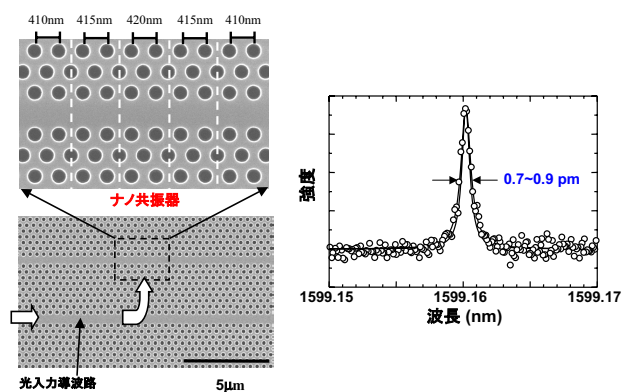 410nm 415nm 420nm 415nm 410nm
ナノ共振器
光入力導波路
5μm
強度
0.7~0.9 pm
1599.15 1599.16 1599.17
波長 (nm)